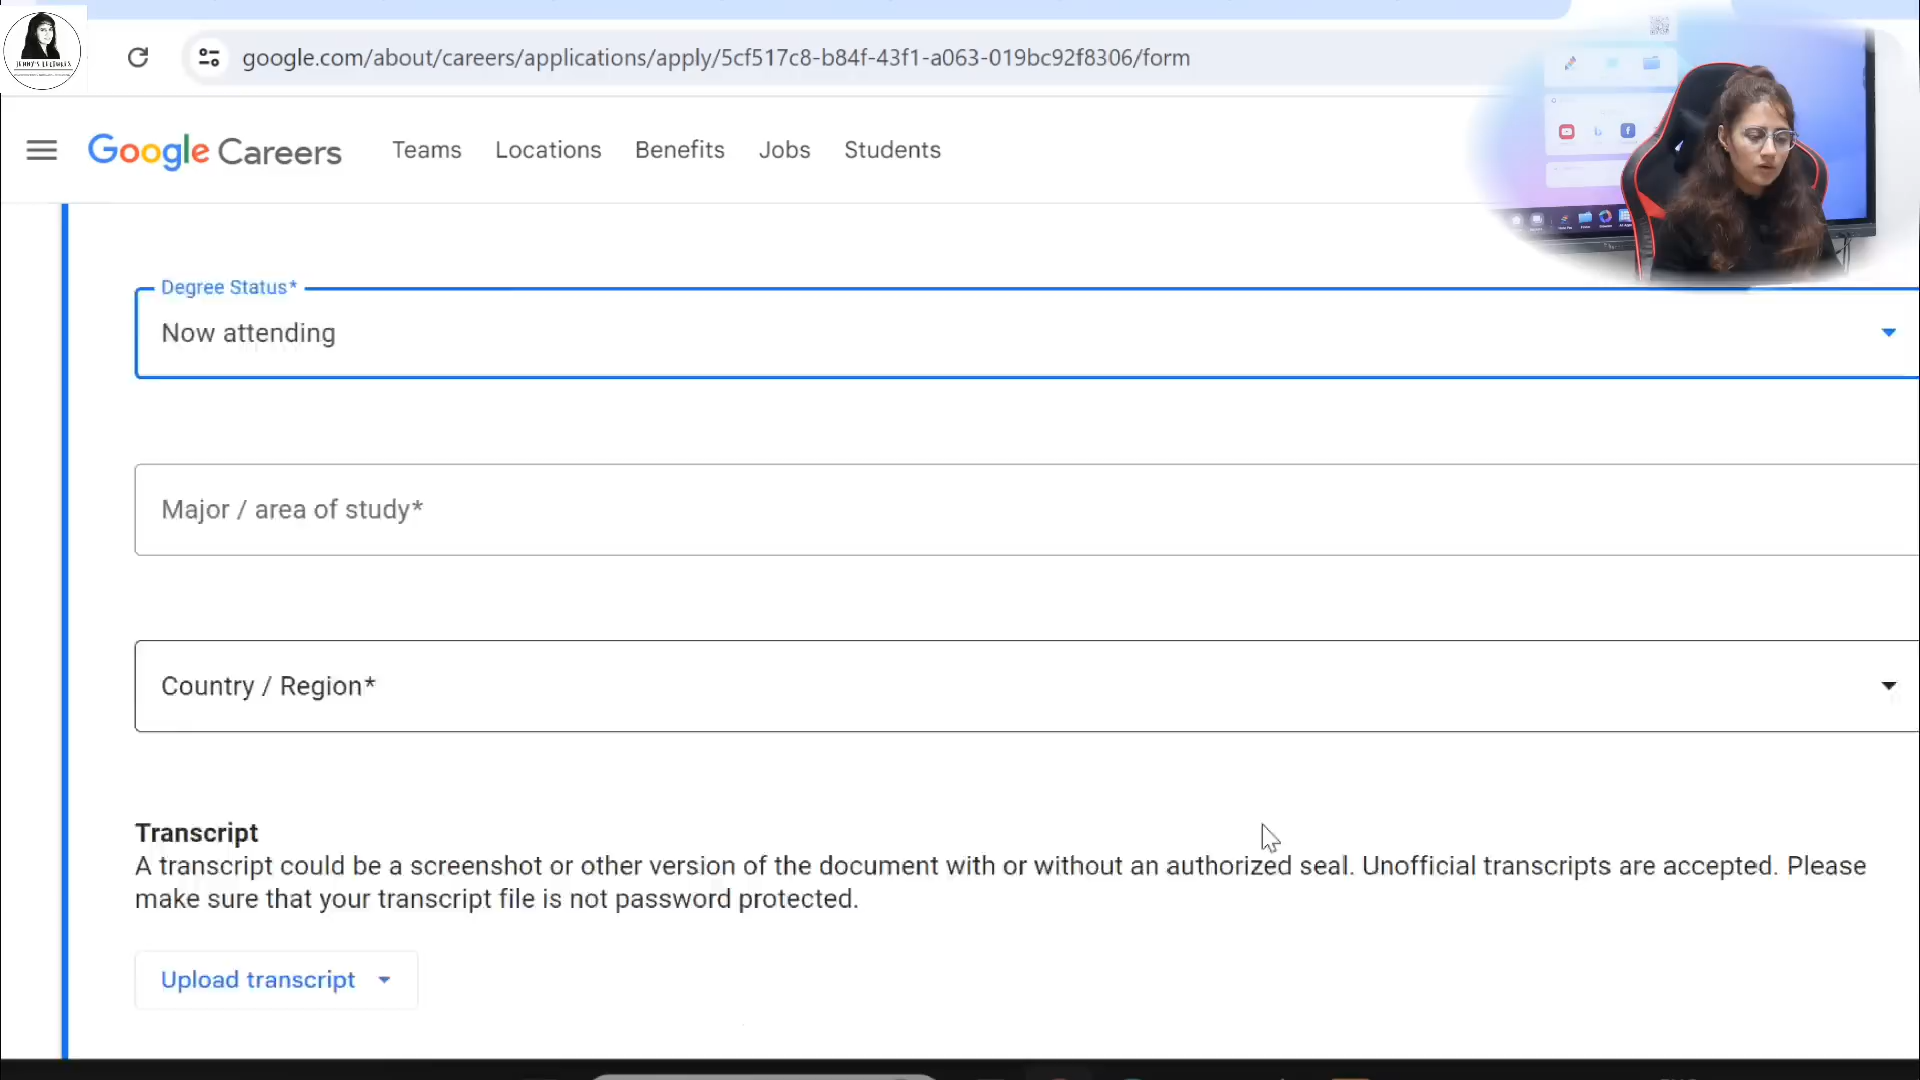 JENNY'S LECTURES
google.com/about/careers/applications/apply/5cf517c8-b84f-43f1-a063-019bc92f8306/form
Google Careers
Teams
Locations
Benefits
Jobs
Students
Degree Status*
Now attending
Major / area of study*
Country / Region*
Transcript
A transcript could be a screenshot or other version of the document with or without an authorized seal. Unofficial transcripts are accepted. Please
make sure that your transcript file is not password protected.
Upload transcript